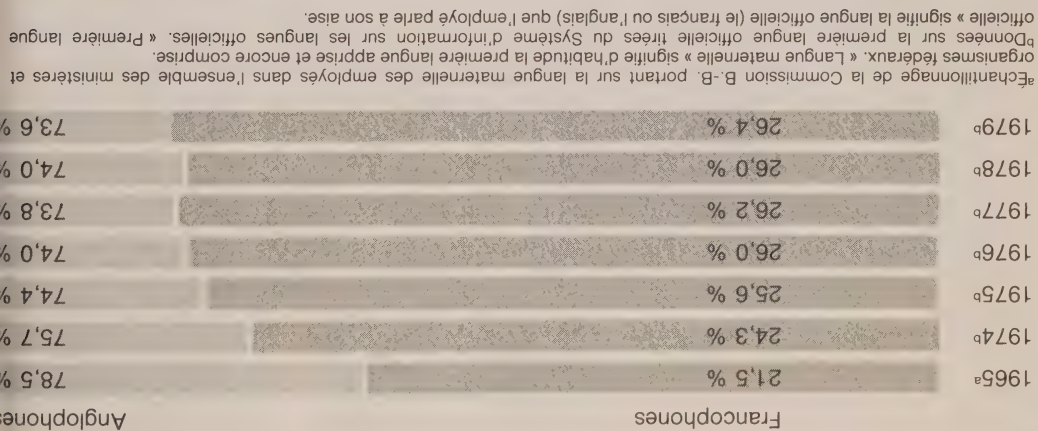 Francophones Anglophones
1965ᵃ 21,5 % 78,5 %
1974ᵇ 24,3 % 75,7 %
1975ᵇ 25,6 % 74,4 %
1976ᵇ 26,0 % 74,0 %
1977ᵇ 26,2 % 73,8 %
1978ᵇ 26,0 % 74,0 %
1979ᵇ 26,4 % 73,6 %
ᵃÉchantillonnage de la Commission B.-B. portant sur la langue maternelle des employés dans l'ensemble des ministères et
organismes fédéraux. « Langue maternelle » signifie d'habitude la première langue apprise et encore comprise.
ᵇDonnées sur la première langue officielle tirées du Système d'information sur les langues officielles. « Première langue
officielle » signifie la langue officielle (le français ou l'anglais) que l'employé parle à son aise.